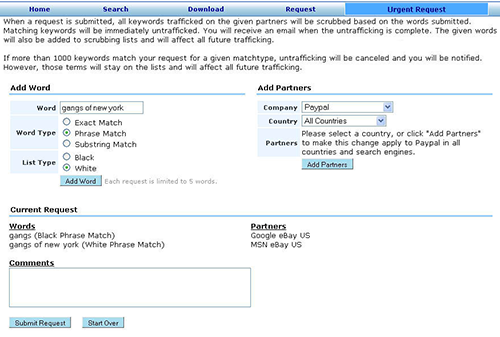 Home Search Download Request Urgent Request
When a request is submitted, all keywords trafficked on the given partners will be scrubbed based on the words submitted.
Matching keywords will be immediately untrafficked. You will receive an email when the untrafficking is complete. The given words
will also be added to scrubbing lists and will affect all future trafficking.
If more than 1000 keywords match your request for a given matchtype, untrafficking will be canceled and you will be notified.
However, those terms will stay on the lists and will affect all future trafficking.
Add Word
Word gangs of new york
Word Type
Exact Match
Phrase Match
Substring Match
List Type
Black
White
Add Word Each request is limited to 5 words.
Add Partners
Company Paypal
Country All Countries
Partners
Please select a country, or click "Add Partners"
to make this change apply to Paypal in all
countries and search engines.
Add Partners
Current Request
Words
gangs (Black Phrase Match)
gangs of new york (White Phrase Match)
Partners
Google eBay US
MSN eBay US
Comments
Submit Request Start Over